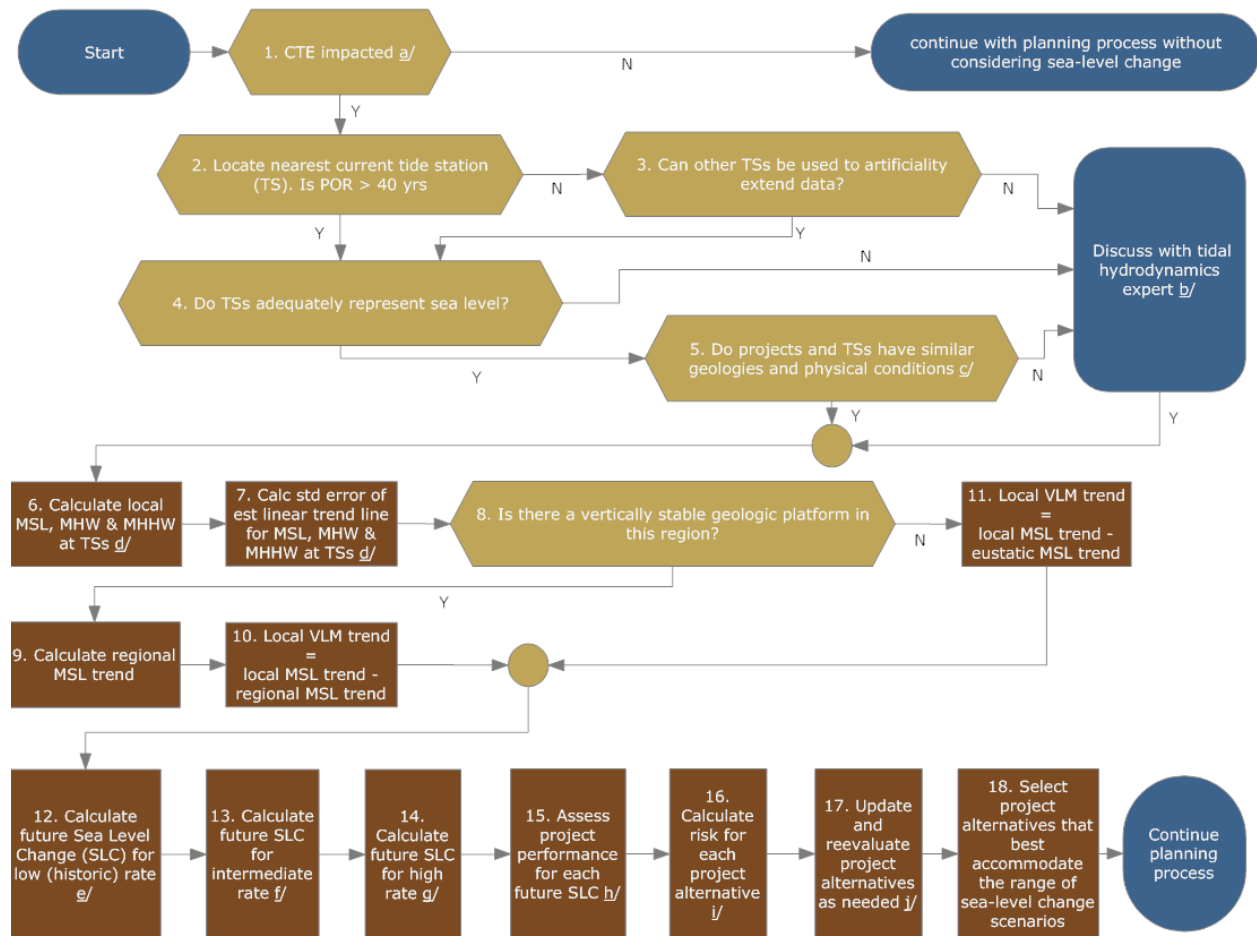 Start
1. CTE impacted a/
N
continue with planning process without
considering sea-level change
Y
2. Locate nearest current tide station
(TS). Is POR > 40 yrs
N
3. Can other TSs be used to artificiality
extend data?
N
Y
Y
Discuss with tidal
hydrodynamics
expert b/
4. Do TSs adequately represent sea level?
N
Y
5. Do projects and TSs have similar
geologies and physical conditions c/
N
Y
Y
6. Calculate local
MSL, MHW & MHHW
at TSs d/
7. Calc std error of
est linear trend line
for MSL, MHW &
MHHW at TSs d/
8. Is there a vertically stable geologic platform in
this region?
N
11. Local VLM trend
=
local MSL trend -
eustatic MSL trend
Y
9. Calculate regional
MSL trend
10. Local VLM trend
=
local MSL trend -
regional MSL trend
12. Calculate
future Sea Level
Change (SLC) for
low (historic) rate
e/
13. Calculate
future SLC
for
intermediate
rate f/
14.
Calculate
future SLC
for high
rate g/
15. Assess
project
performance
for each
future SLC h/
16.
Calculate
risk for
each
project
alternative
i/
17. Update
and
reevaluate
project
alternatives
as needed j/
18. Select
project
alternatives that
best
accommodate
the range of
sea-level change
scenarios
Continue
planning
process